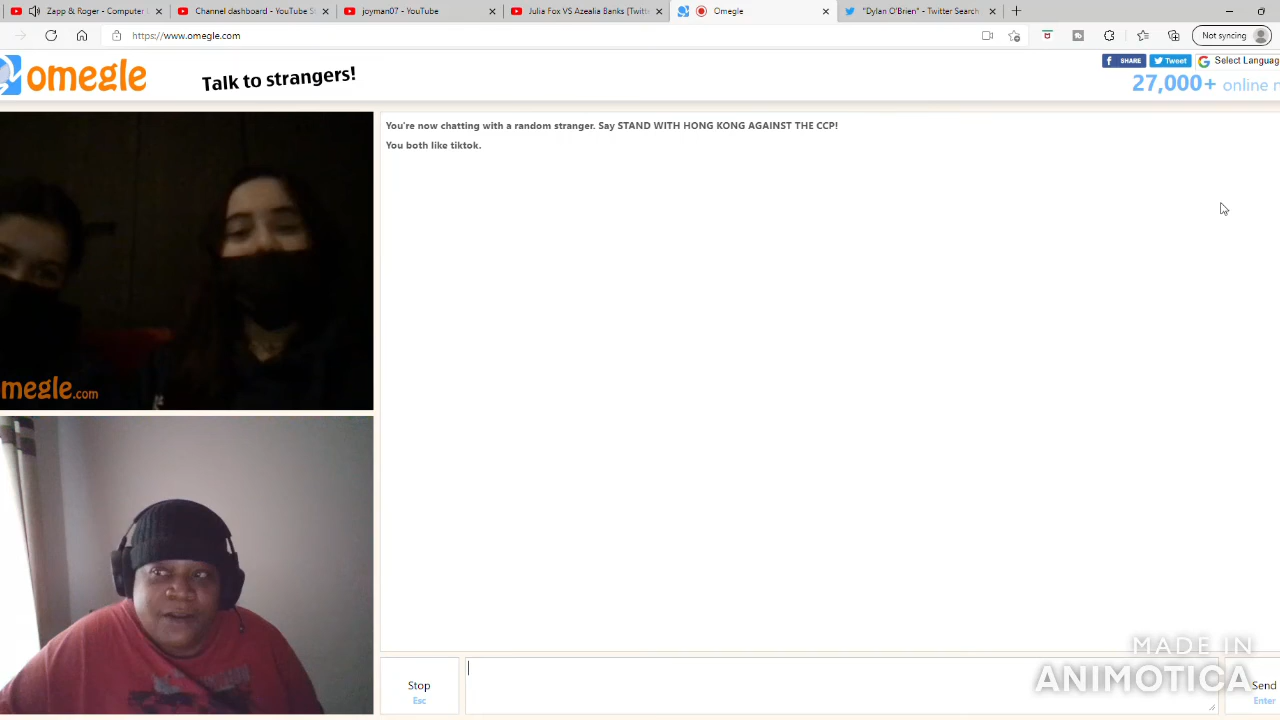 Zapp & Roger - Computer L
Channel dashboard - YouTube St
joyman07 - YouTube
Julia Fox VS Azealia Banks [Twitte
Omegle
"Dylan O'Brien" - Twitter Search
https://www.omegle.com
Not syncing
omegle
Talk to strangers!
SHARE
Tweet
Select Languag
27,000+ online n
You're now chatting with a random stranger. Say STAND WITH HONG KONG AGAINST THE CCP!
You both like tiktok.
megle.com
Stop
Esc
Send
Enter
MADE IN
ANIMOTICA